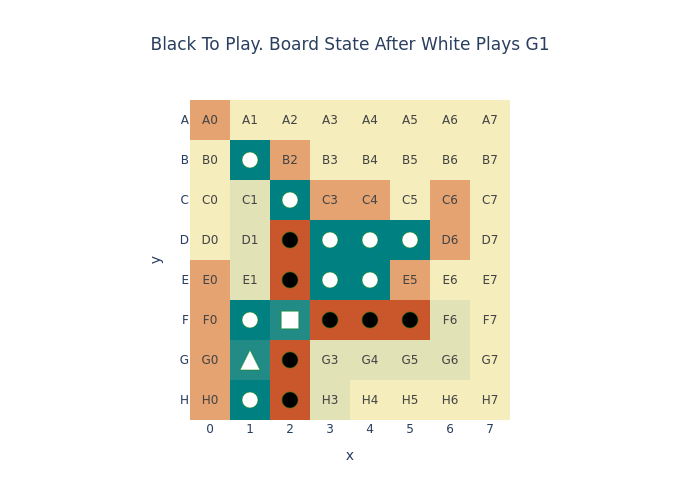 Black To Play. Board State After White Plays G1
A A0 A1 A2 A3 A4 A5 A6 A7
B B0 B2 B3 B4 B5 B6 B7
C C0 C1 C3 C4 C5 C6 C7
D D0 D1 D6 D7
E E0 E1 E5 E6 E7
F F0 F6 F7
G G0 G3 G4 G5 G6 G7
H H0 H3 H4 H5 H6 H7
0 1 2 3 4 5 6 7
x
y